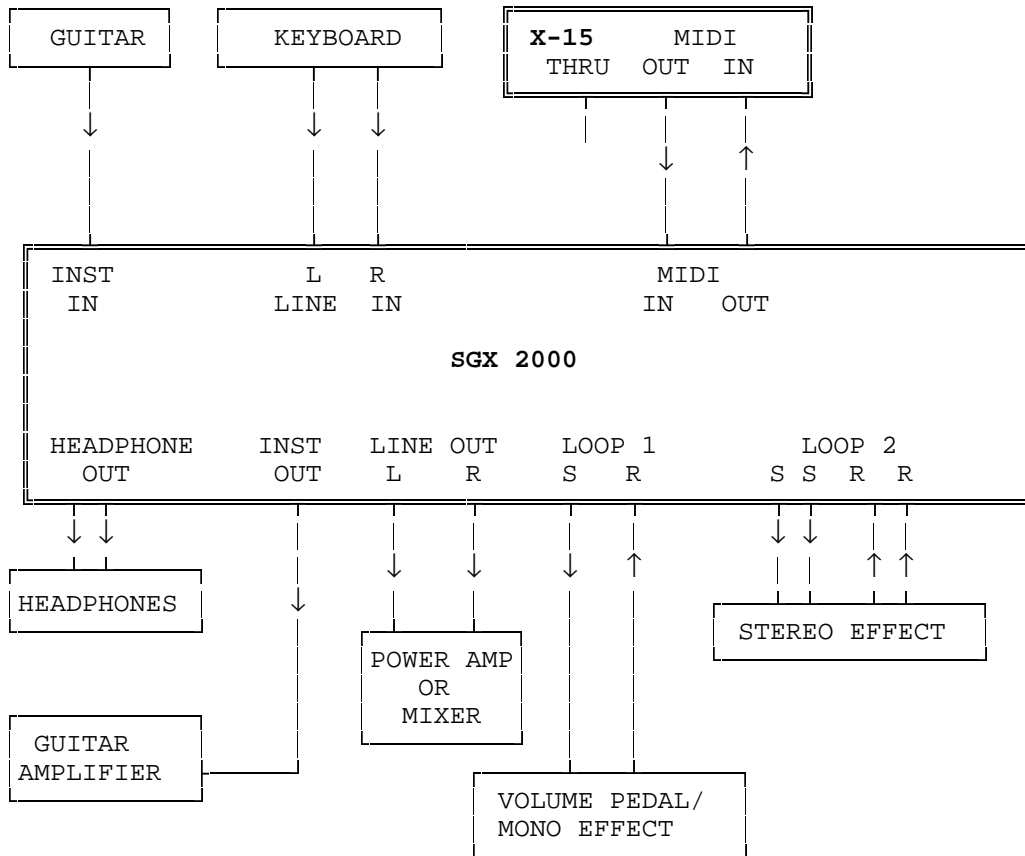 GUITAR KEYBOARD X-15 MIDI
THRU OUT IN
INST L R MIDI
IN LINE IN IN OUT
SGX 2000
HEADPHONE INST LINE OUT LOOP 1 LOOP 2
OUT OUT L R S R S S R R
HEADPHONES
STEREO EFFECT
POWER AMP
OR
MIXER
GUITAR
AMPLIFIER
VOLUME PEDAL/
MONO EFFECT